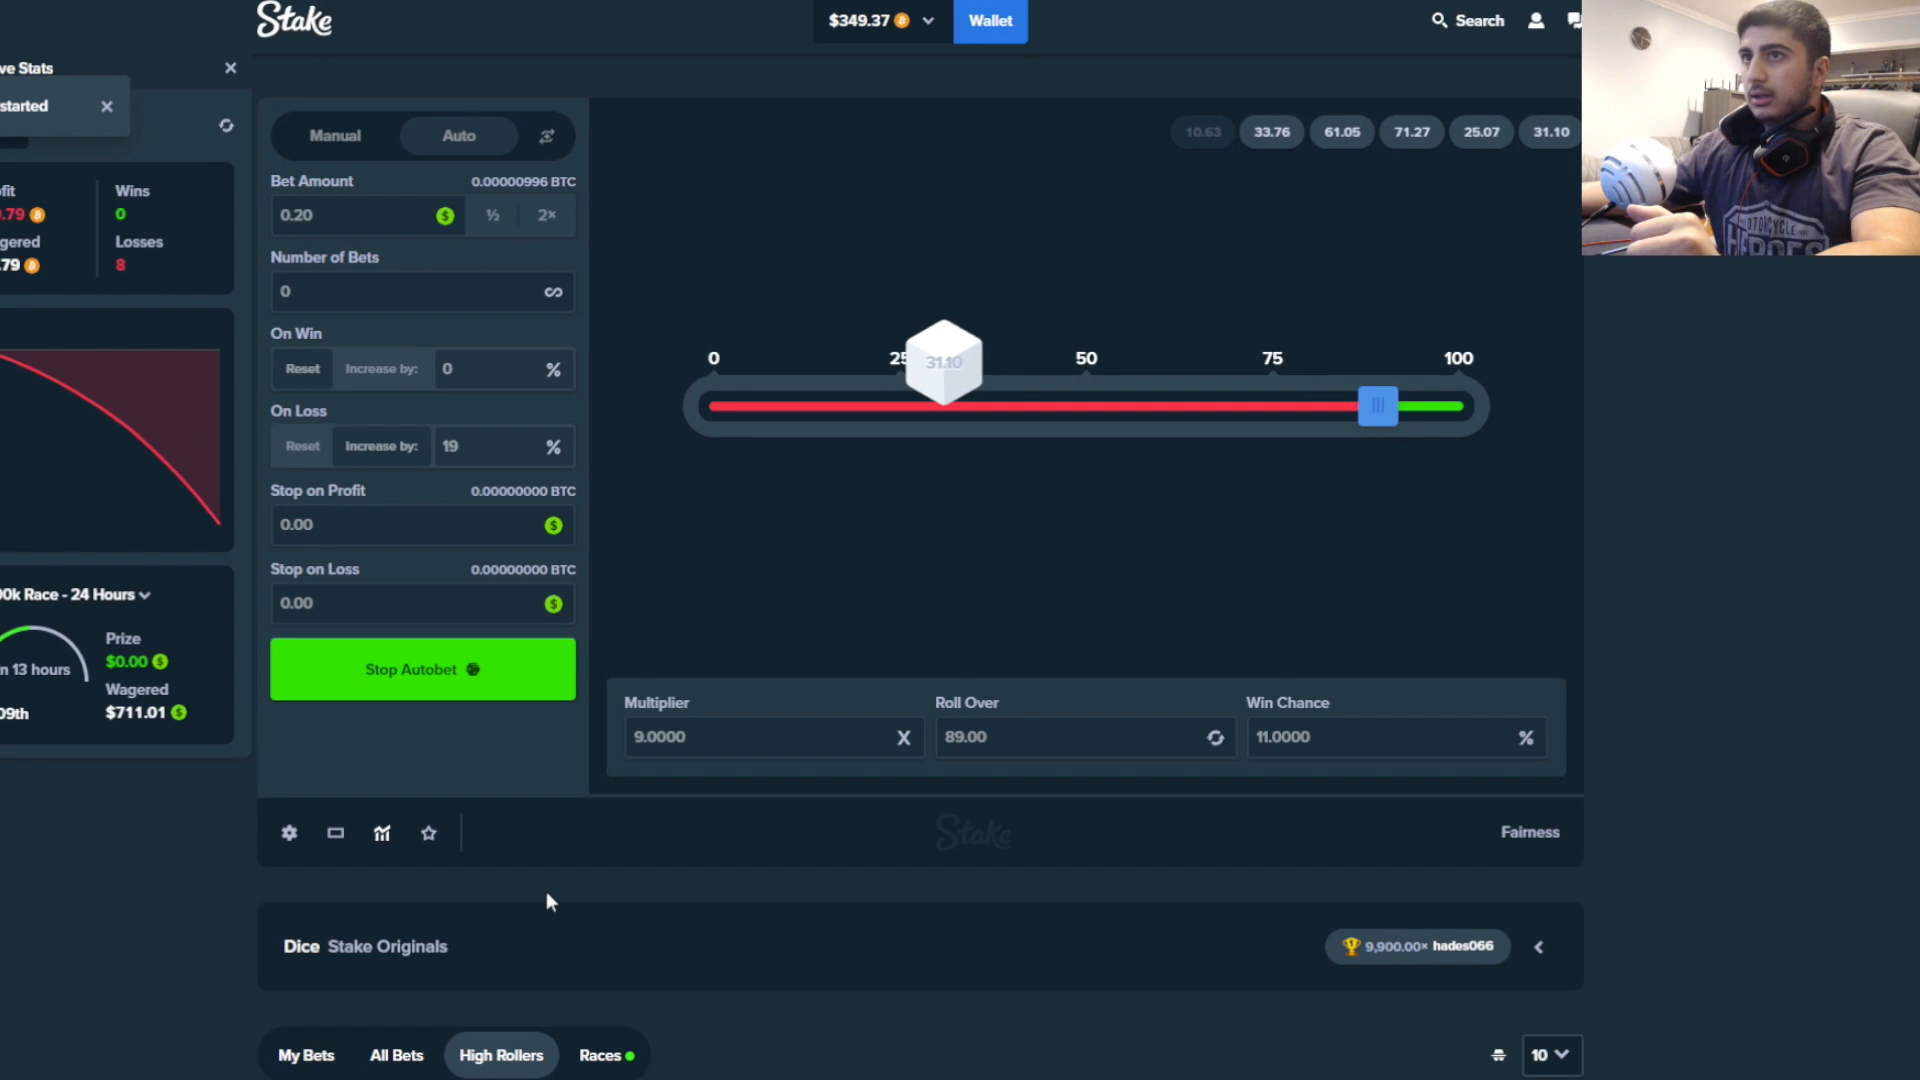 Stake
$349.37
Wallet
Search
ve Stats
started
fit
Wins
.79
0
gered
Losses
.79
8
0k Race - 24 Hours
Prize
$0.00
n 13 hours
Wagered
09th
$711.01
Manual
Auto
Bet Amount
0.00000996 BTC
0.20
½
2×
Number of Bets
0
On Win
Reset
Increase by:
0
%
On Loss
Reset
Increase by:
19
%
Stop on Profit
0.00000000 BTC
0.00
Stop on Loss
0.00000000 BTC
0.00
Stop Autobet
10.63
33.76
61.05
71.27
25.07
31.10
0
25
50
75
100
31.10
Multiplier
Roll Over
Win Chance
9.0000
X
89.00
11.0000
%
Stake
Fairness
Dice Stake Originals
9,900.00× hades066
My Bets
All Bets
High Rollers
Races
10
MOTORCYCLE
HEROES